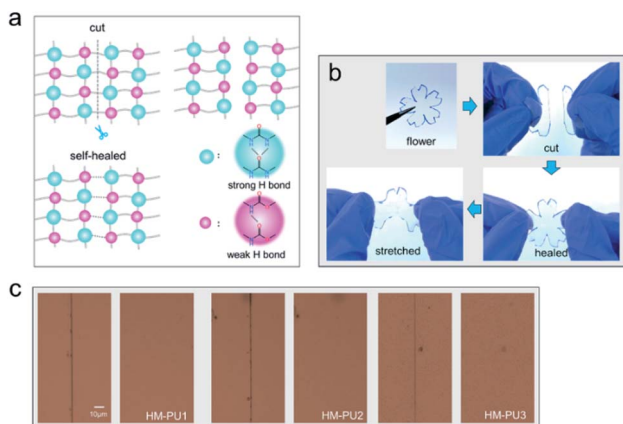 a
cut
self-healed
:
strong H bond
:
weak H bond
b
flower
cut
stretched
healed
c
10μm
HM-PU1
HM-PU2
HM-PU3